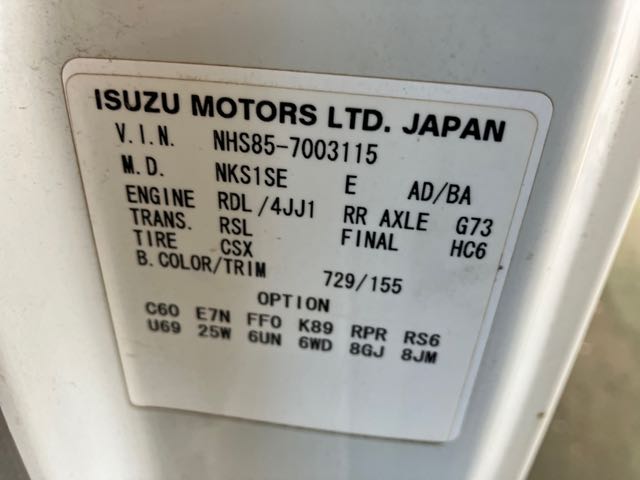 ISUZU MOTORS LTD. JAPAN
V.I.N. NHS85-7003115
M.D. NKS1SE E AD/BA
ENGINE RDL/4JJ1 RR AXLE G73
TRANS. RSL FINAL HC6
TIRE CSX
B.COLOR/TRIM 729/155
OPTION
C60 E7N FF0 K89 RPR RS6
U69 25W 6UN 6WD 8GJ 8JM